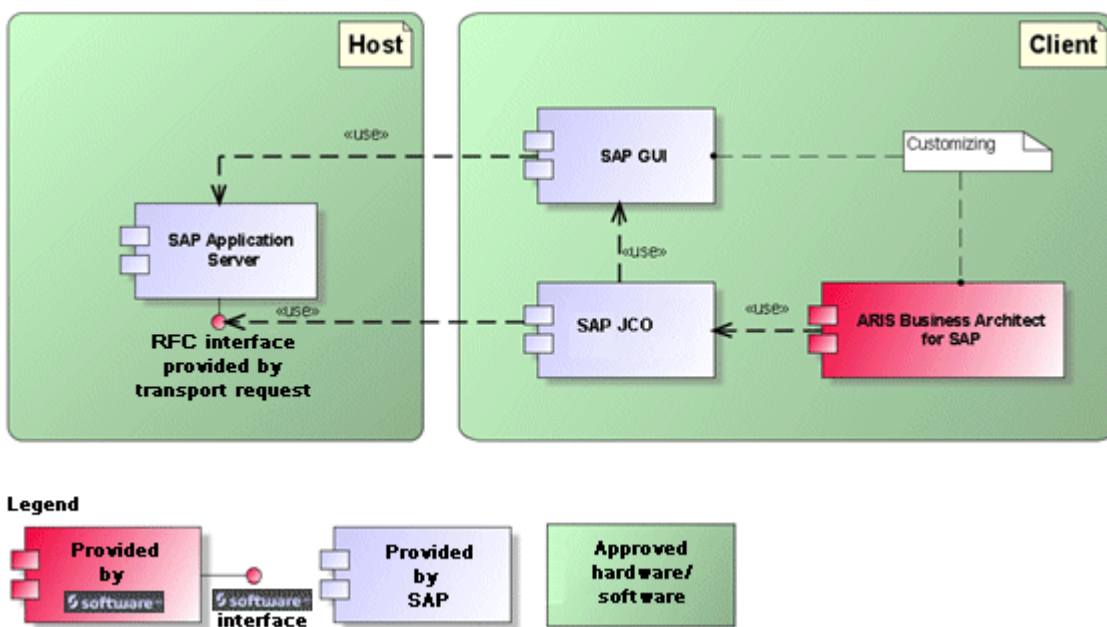 Host
Client
«use»
SAP GUI
Customizing
SAP Application
Server
«use»
«use»
SAP JCO
«use»
ARIS Business Architect
for SAP
RFC interface
provided by
transport request
Legend
Provided
by
software
software
interface
Provided
by
SAP
Approved
hardware/
software